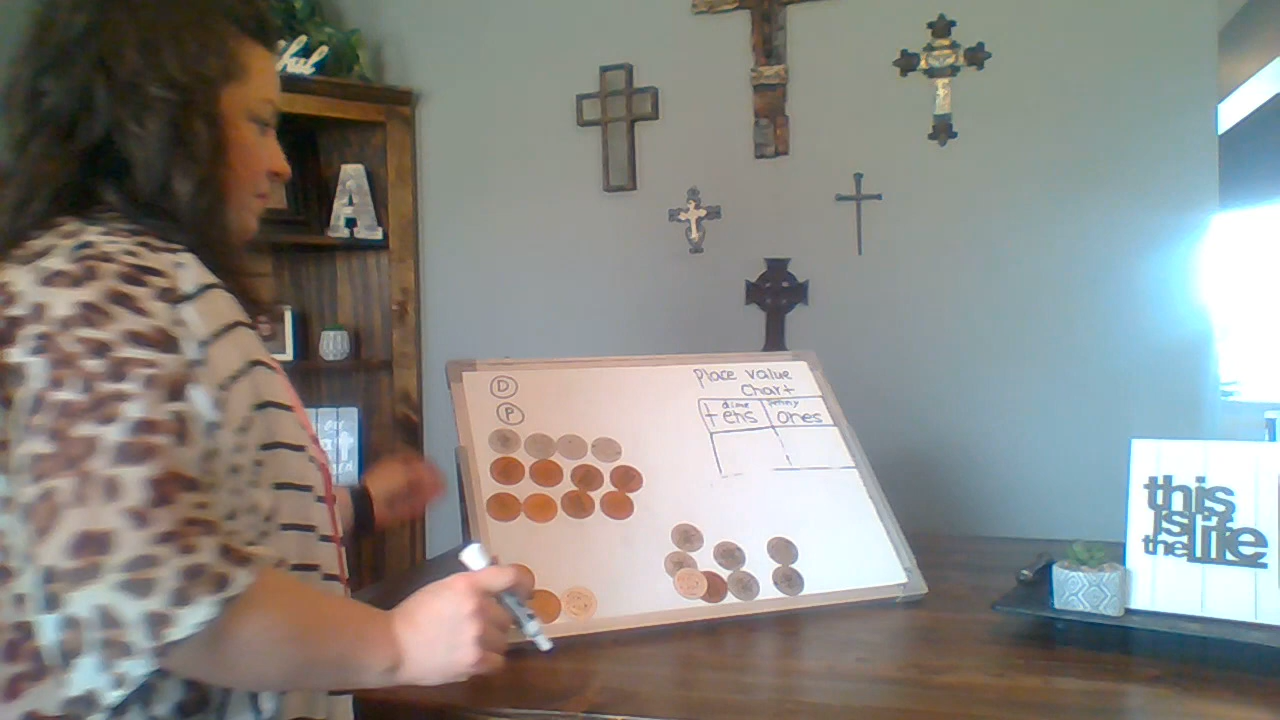 A
D
P
Place value
Chart
dime penny
tens ones
this
is
the life